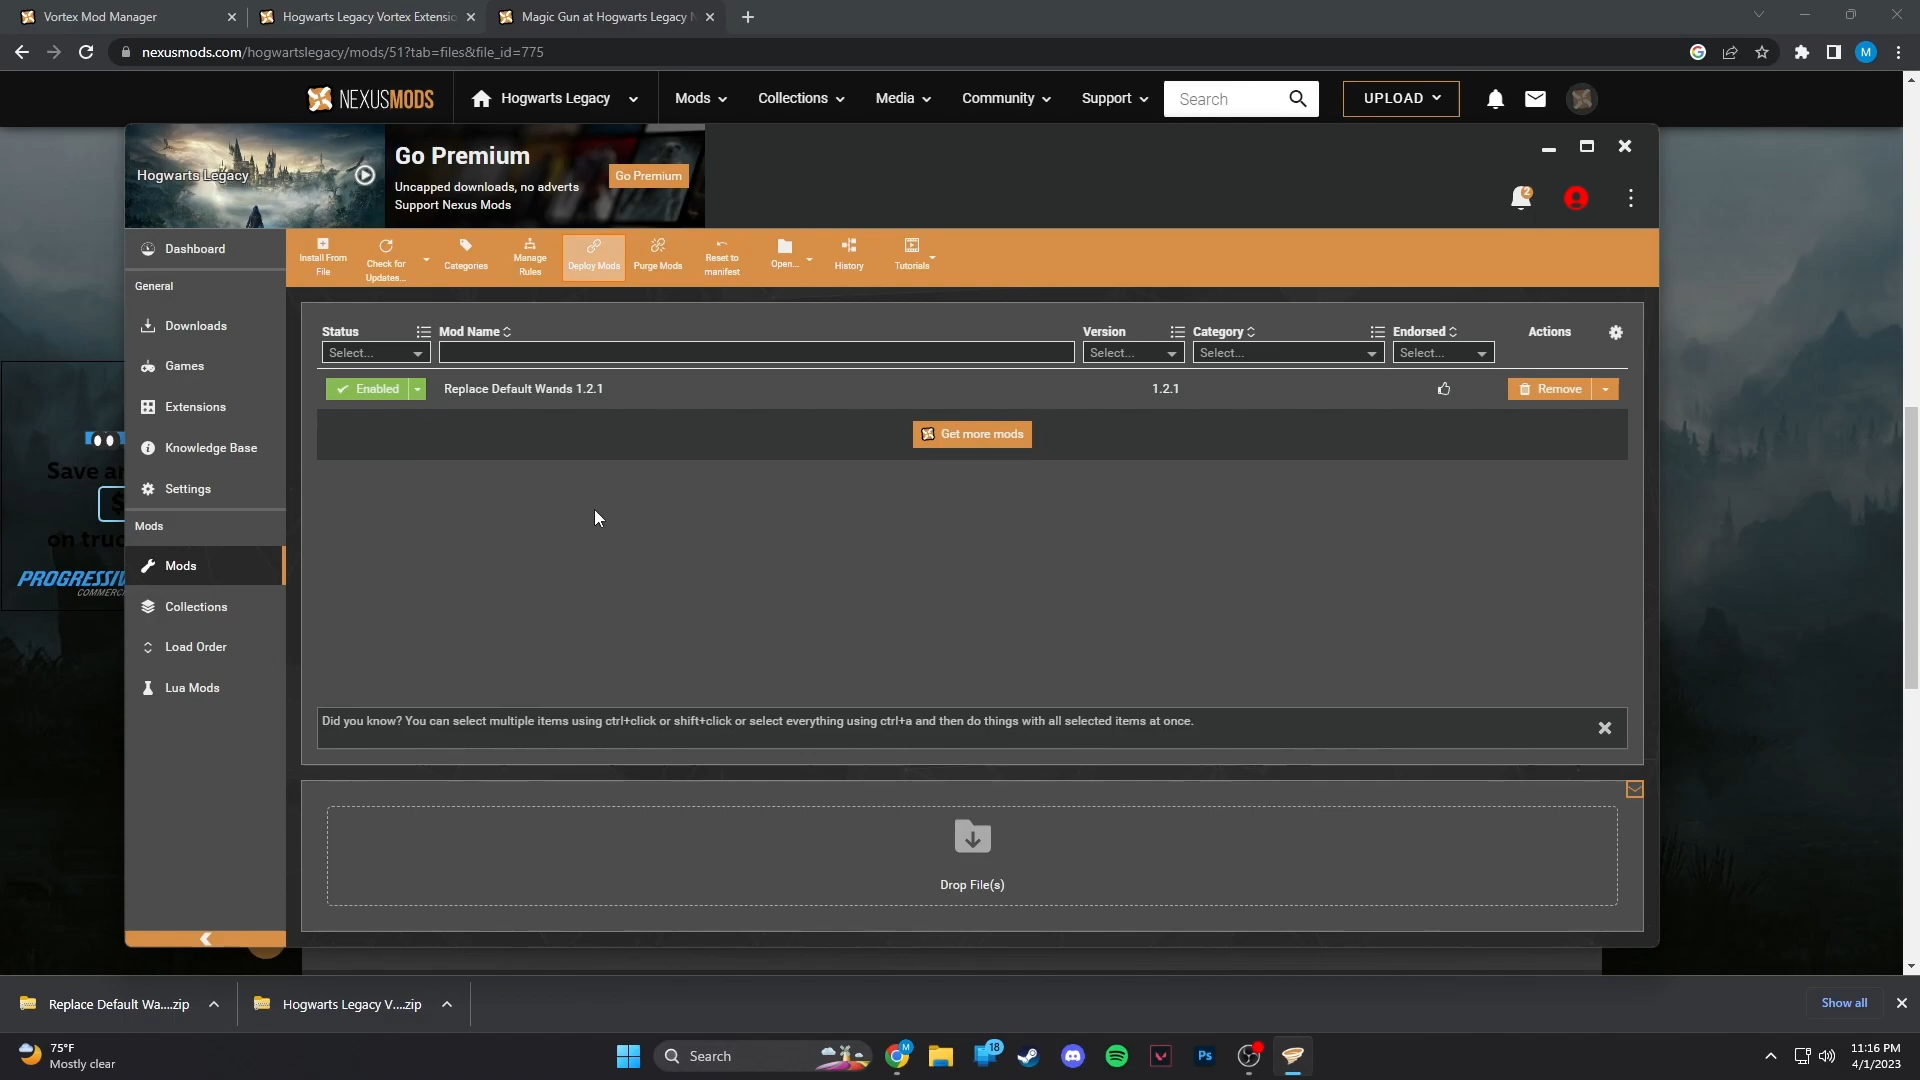 Vortex Mod Manager
Hogwarts Legacy Vortex Extensio
Magic Gun at Hogwarts Legacy N
nexusmods.com/hogwartslegacy/mods/51?tab=files&file_id=775
M
NEXUSMODS
Hogwarts Legacy
Mods
Collections
Media
Community
Support
Search
UPLOAD
Hogwarts Legacy
Go Premium
Uncapped downloads, no adverts
Support Nexus Mods
Go Premium
2
Dashboard
General
Downloads
Games
Extensions
Knowledge Base
Settings
Mods
Mods
Collections
Load Order
Lua Mods
Install From File
Check for Updates...
Categories
Manage Rules
Deploy Mods
Purge Mods
Reset to manifest
Open...
History
Tutorials
Status
Mod Name
Version
Category
Endorsed
Actions
Select...
Select...
Select...
Select...
Enabled
Replace Default Wands 1.2.1
1.2.1
Remove
Get more mods
Did you know? You can select multiple items using ctrl+click or shift+click or select everything using ctrl+a and then do things with all selected items at once.
Drop File(s)
Save
$
on
PROGRESSIV
COMMERC
Replace Default Wa....zip
Hogwarts Legacy V....zip
Show all
75°F
Mostly clear
Search
M
18
Ps
11:16 PM
4/1/2023